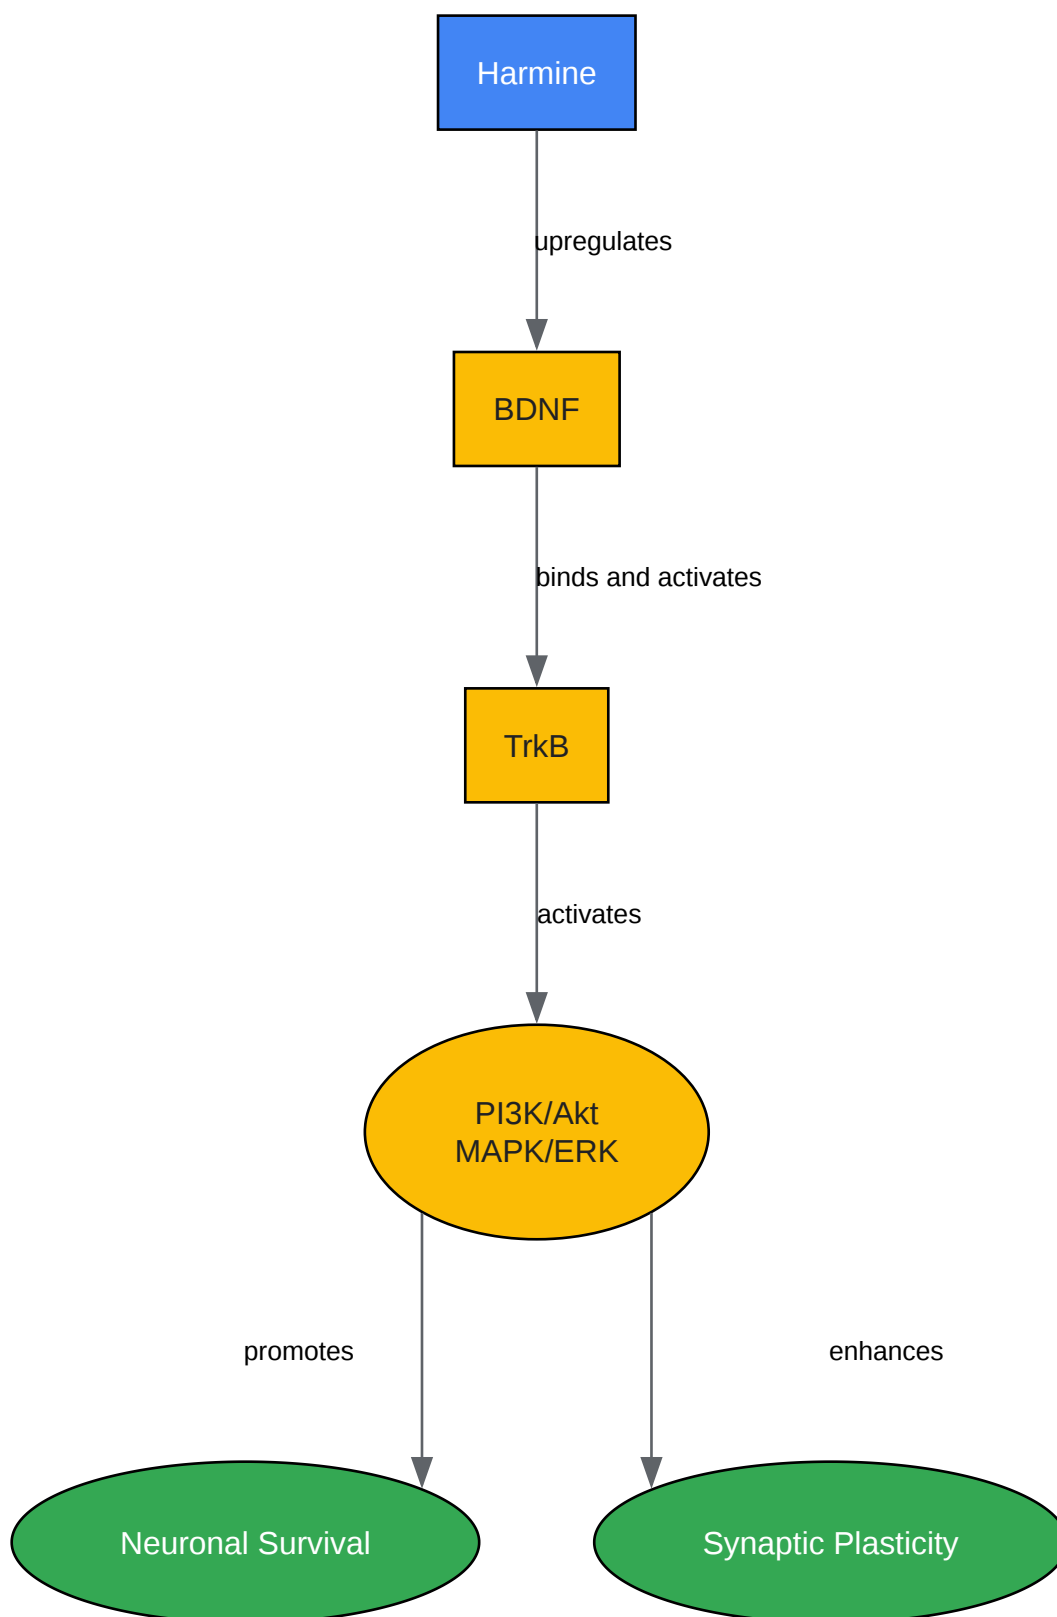 Harmine
upregulates
BDNF
binds and activates
TrkB
activates
PI3K/Akt
MAPK/ERK
promotes
enhances
Neuronal Survival
Synaptic Plasticity